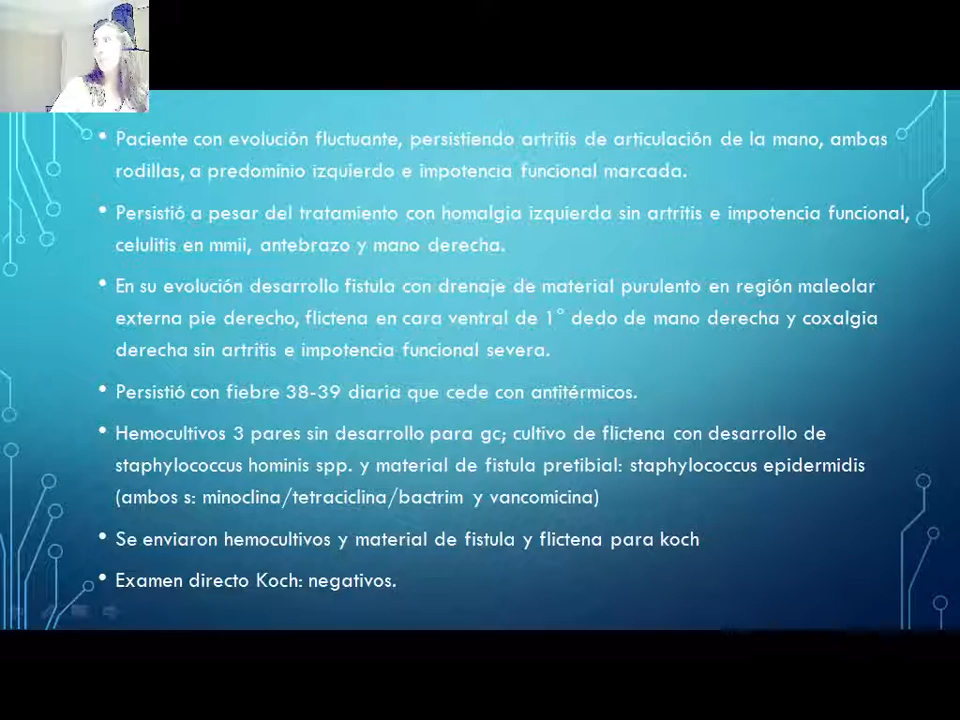 • Paciente con evolución fluctuante, persistiendo artritis de articulación de la mano, ambas
rodillas, a predominio izquierdo e impotencia funcional marcada.
• Persistió a pesar del tratamiento con homalgia izquierda sin artritis e impotencia funcional,
celulitis en mmii, antebrazo y mano derecha.
• En su evolución desarrollo fistula con drenaje de material purulento en región maleolar
externa pie derecho, flictena en cara ventral de 1° dedo de mano derecha y coxalgia
derecha sin artritis e impotencia funcional severa.
• Persistió con fiebre 38-39 diaria que cede con antitérmicos.
• Hemocultivos 3 pares sin desarrollo para gc; cultivo de flictena con desarrollo de
staphylococcus hominis spp. y material de fistula pretibial: staphylococcus epidermidis
(ambos s: minoclina/tetraciclina/bactrim y vancomicina)
• Se enviaron hemocultivos y material de fistula y flictena para koch
• Examen directo Koch: negativos.